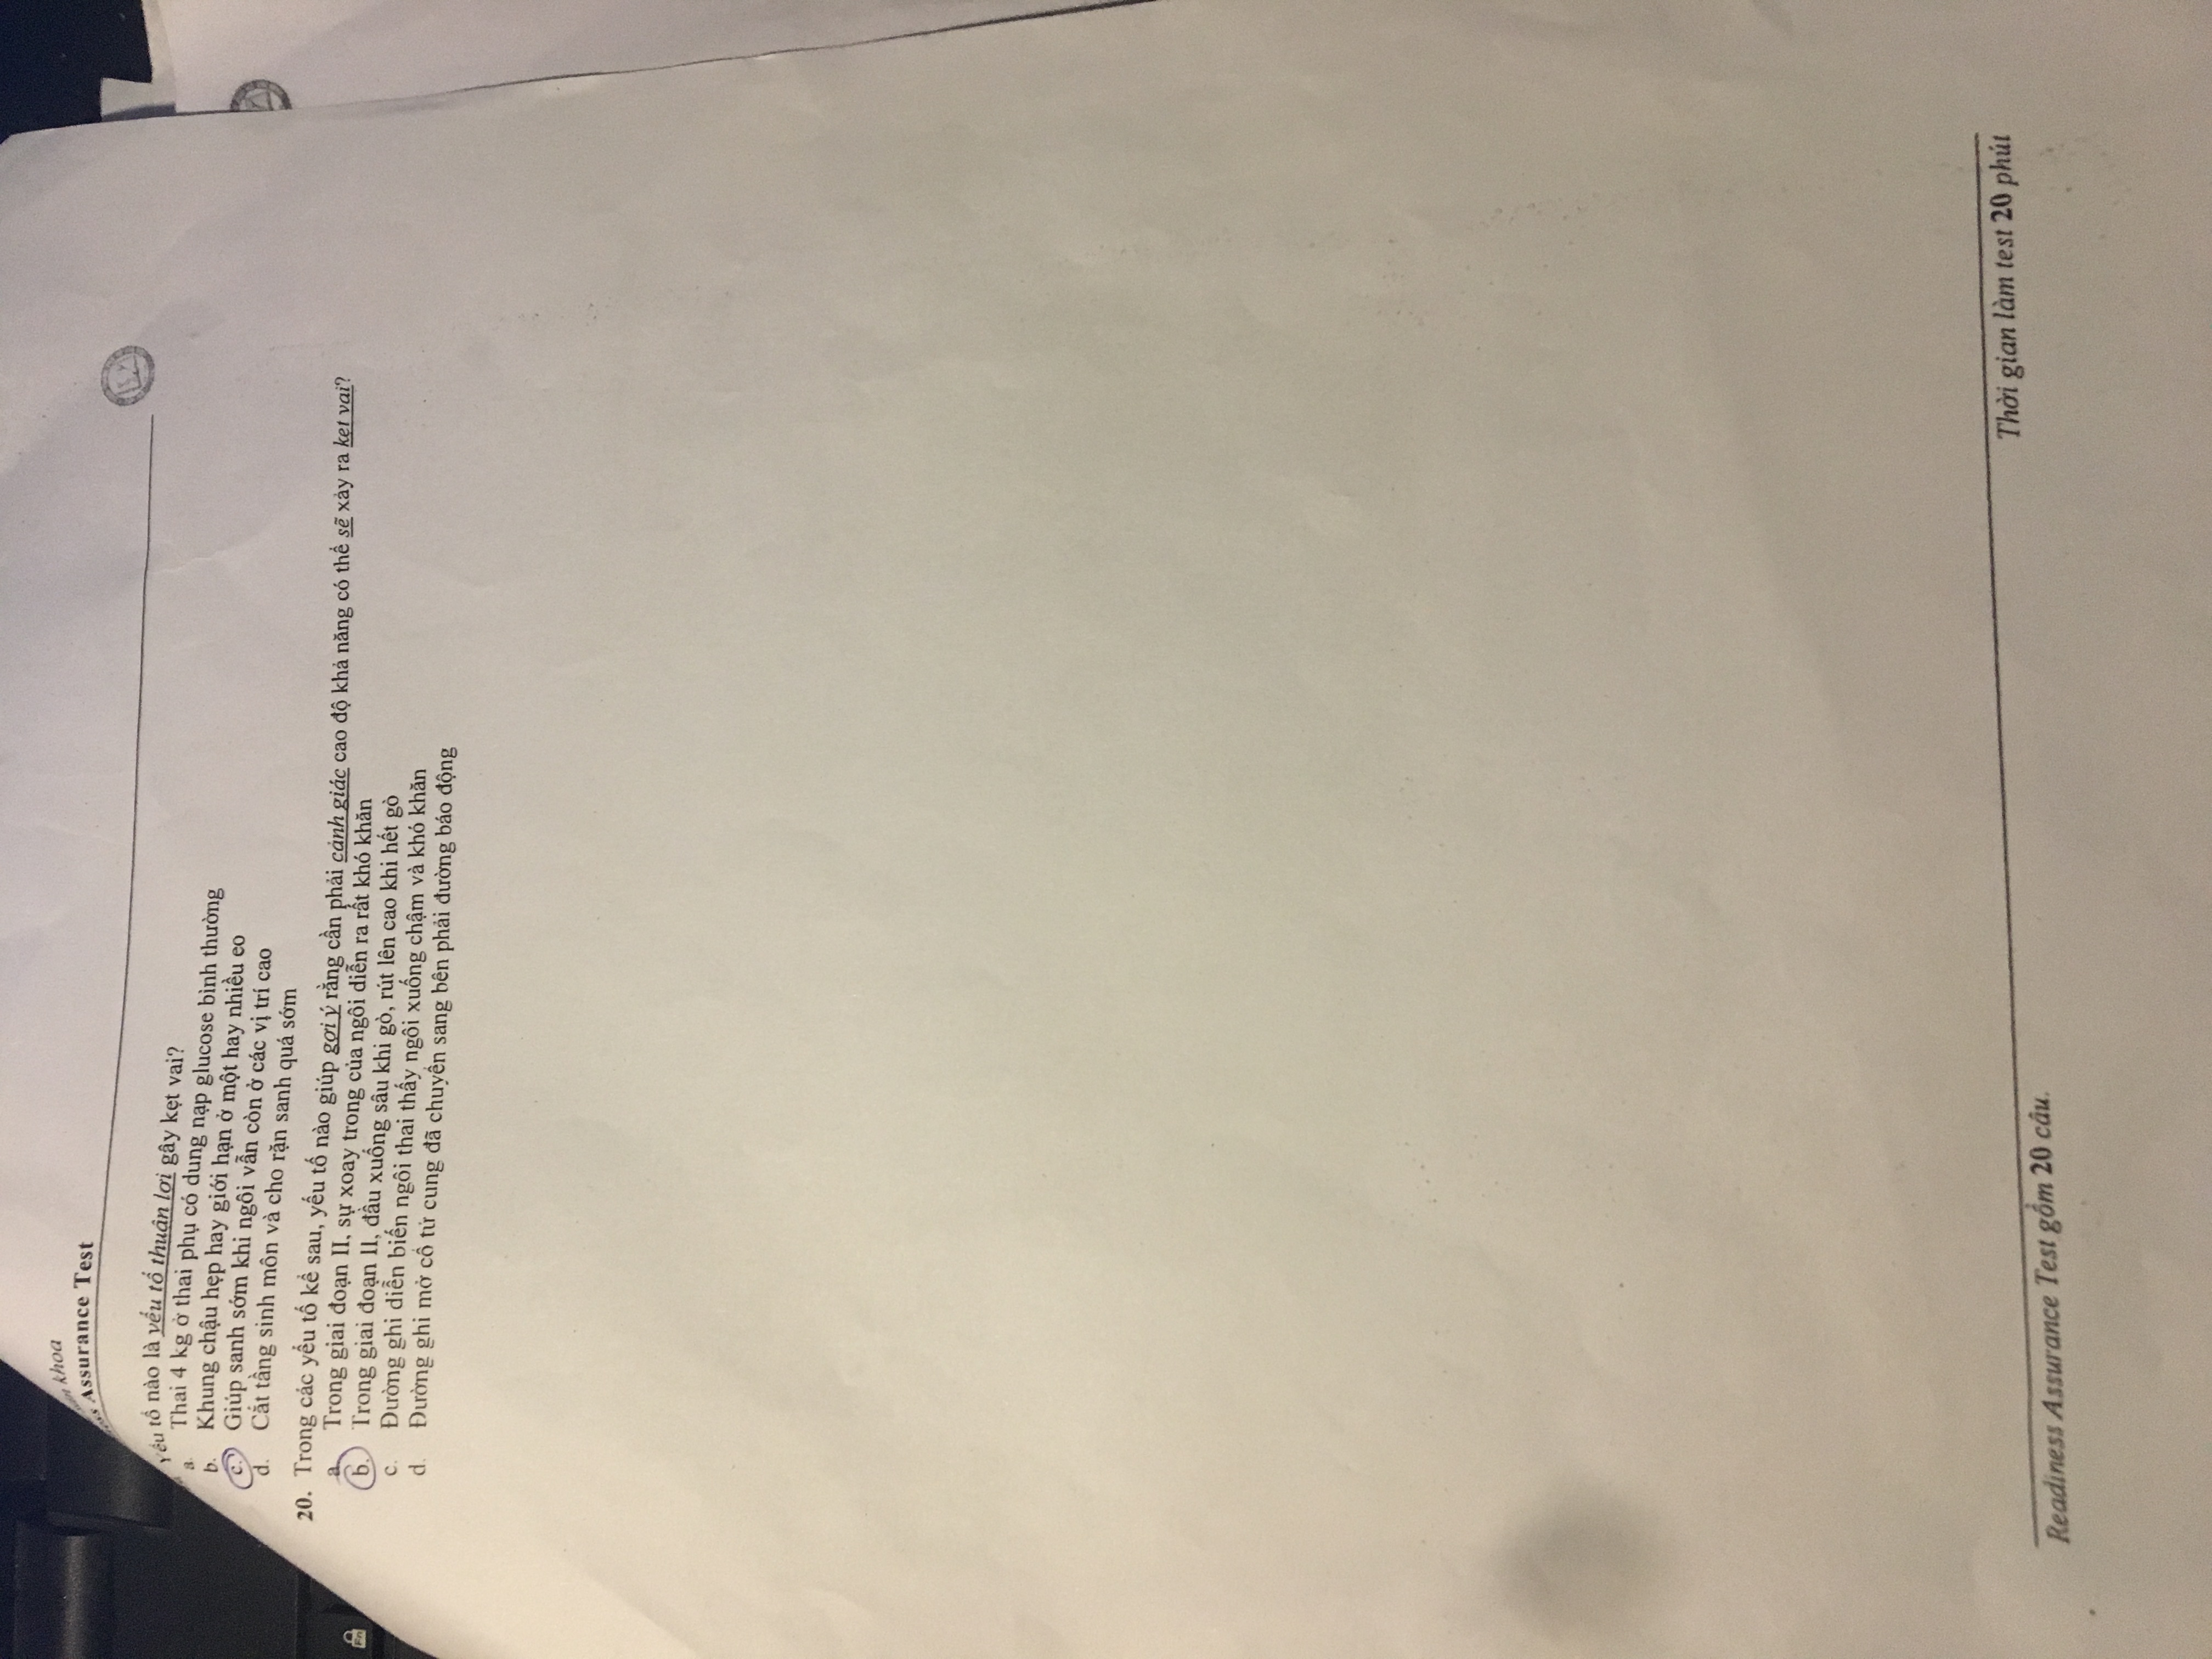 khoa
Assurance Test
Yếu tố nào là yếu tố thuận lợi gây kẹt vai?
a. Thai 4 kg ở thai phụ có dung nạp glucose bình thường
b. Khung chậu hẹp hay giới hạn ở một hay nhiều eo
c. Giúp sanh sớm khi ngôi vẫn còn ở các vị trí cao
d. Cắt tầng sinh môn và cho rặn sanh quá sớm
20. Trong các yếu tố kể sau, yếu tố nào giúp gợi ý rằng cần phải cảnh giác cao độ khả năng có thể sẽ xảy ra kẹt vai?
a. Trong giai đoạn II, sự xoay trong của ngôi diễn ra rất khó khăn
b. Trong giai đoạn II, đầu xuống sâu khi gò, rút lên cao khi hết gò
c. Đường ghi diễn biến ngôi thai thấy ngôi xuống chậm và khó khăn
d. Đường ghi mở cổ tử cung đã chuyển sang bên phải đường báo động
Fn
Readiness Assurance Test gồm 20 câu.
Thời gian làm test 20 phút